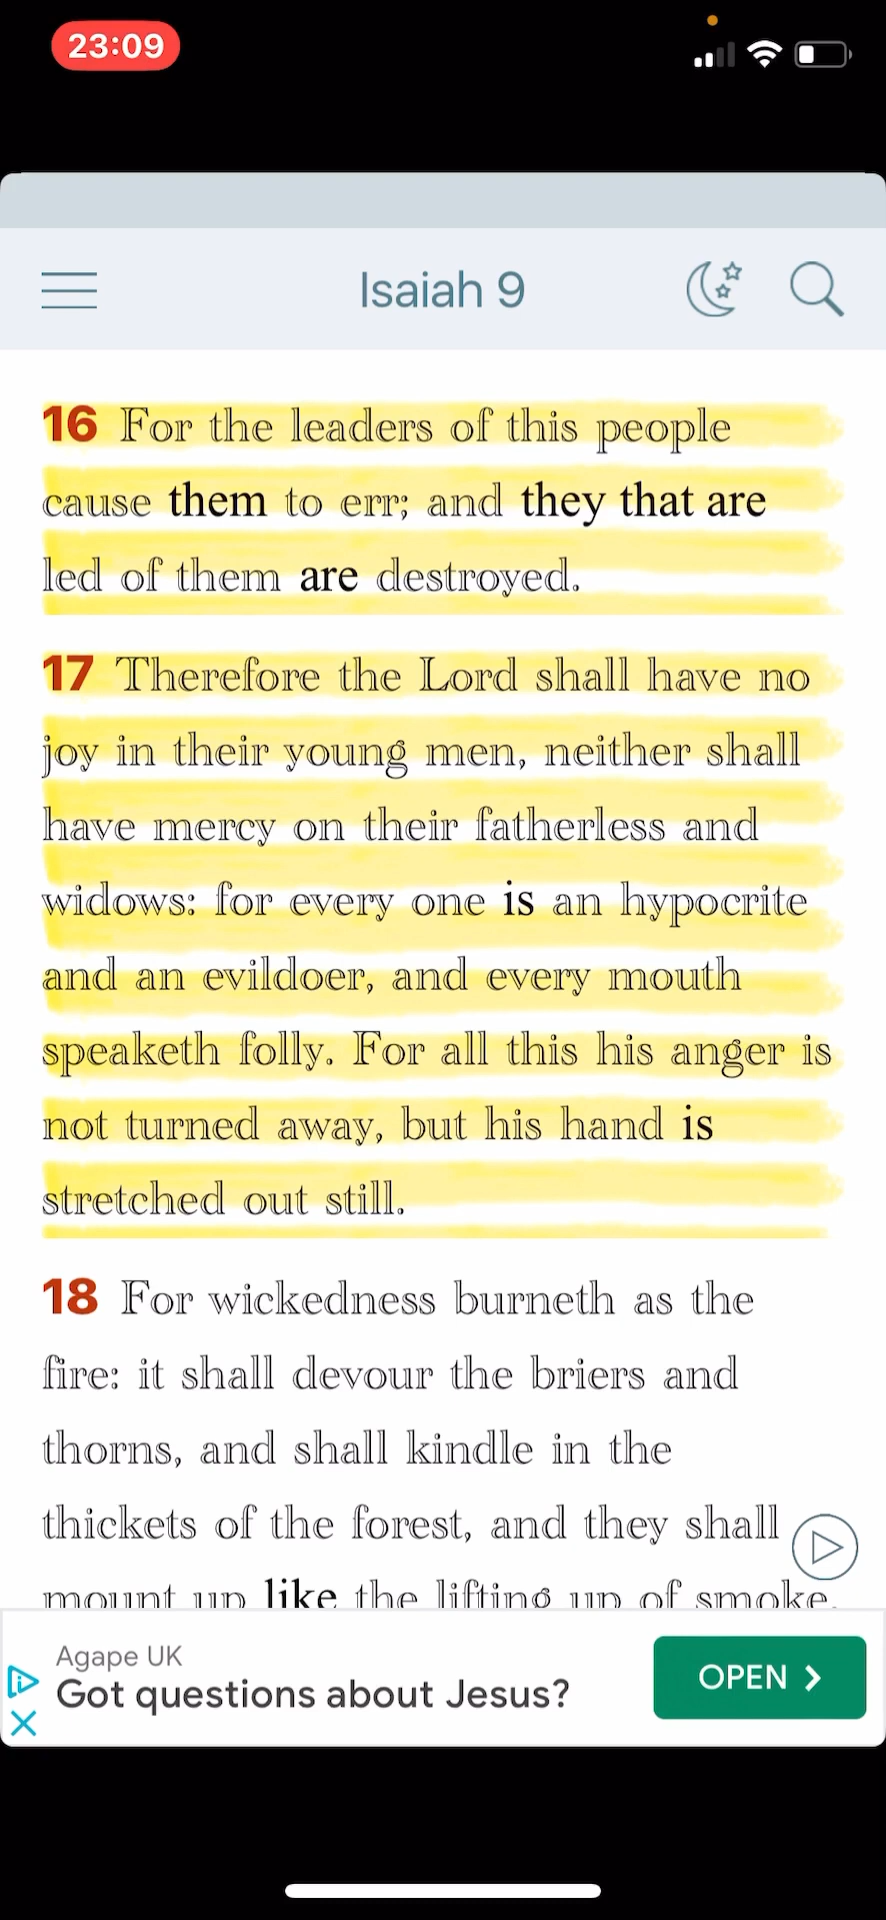 23:09
Isaiah 9
16 For the leaders of this people
cause them to err; and they that are
led of them are destroyed.
17 Therefore the Lord shall have no
joy in their young men, neither shall
have mercy on their fatherless and
widows: for every one is an hypocrite
and an evildoer, and every mouth
speaketh folly. For all this his anger is
not turned away, but his hand is
stretched out still.
18 For wickedness burneth as the
fire: it shall devour the briers and
thorns, and shall kindle in the
thickets of the forest, and they shall
mount up like the lifting up of smoke.
Agape UK
Got questions about Jesus?
OPEN